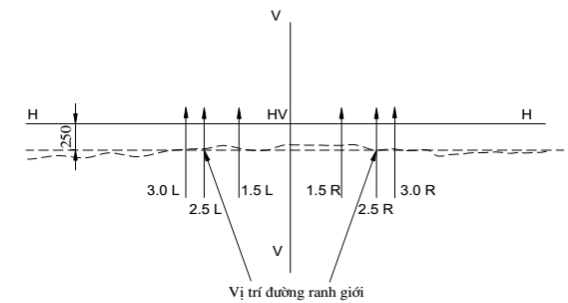 V
H HV H
250
3.0 L 1.5 L 1.5 R 3.0 R
2.5 L 2.5 R
V
Vị trí đường ranh giới